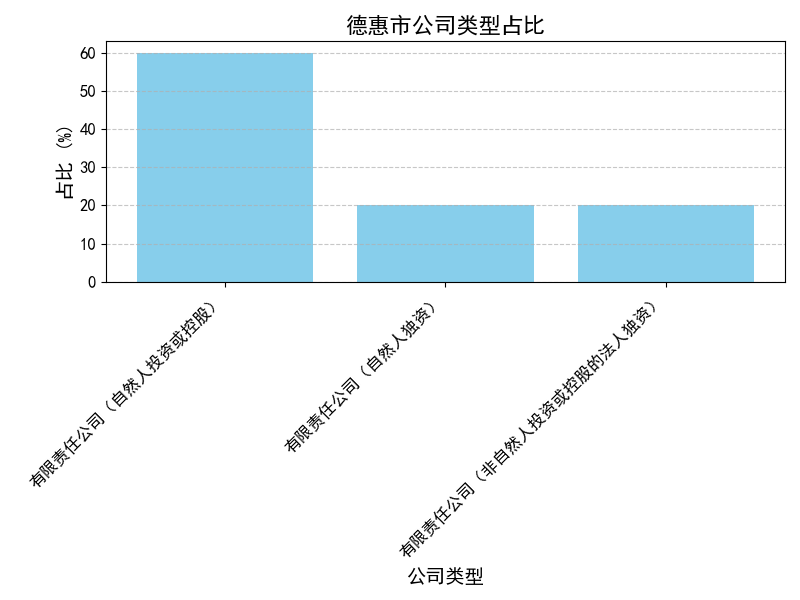 德惠市公司类型占比
占比 (%)
60
50
40
30
20
10
0
有限责任公司（自然人投资或控股）
有限责任公司（自然人独资）
有限责任公司（非自然人投资或控股的法人独资）
公司类型